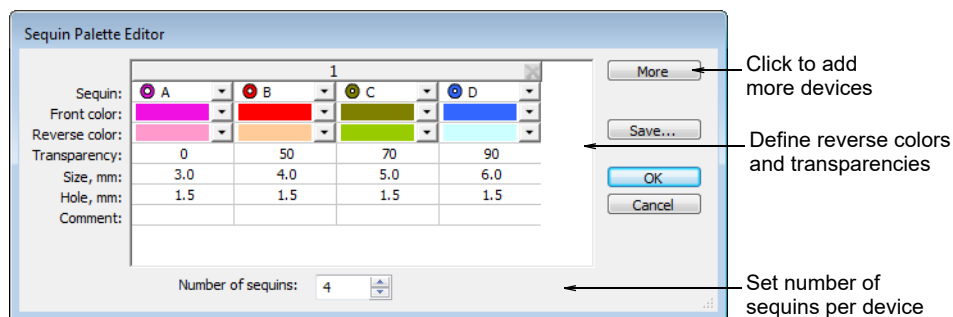 Sequin Palette Editor
1
More
Click to add
more devices
Sequin: A B C D
Front color:
Reverse color:
Save...
Define reverse colors
and transparencies
Transparency: 0 50 70 90
Size, mm: 3.0 4.0 5.0 6.0
OK
Hole, mm: 1.5 1.5 1.5 1.5
Cancel
Comment:
Number of sequins: 4
Set number of
sequins per device